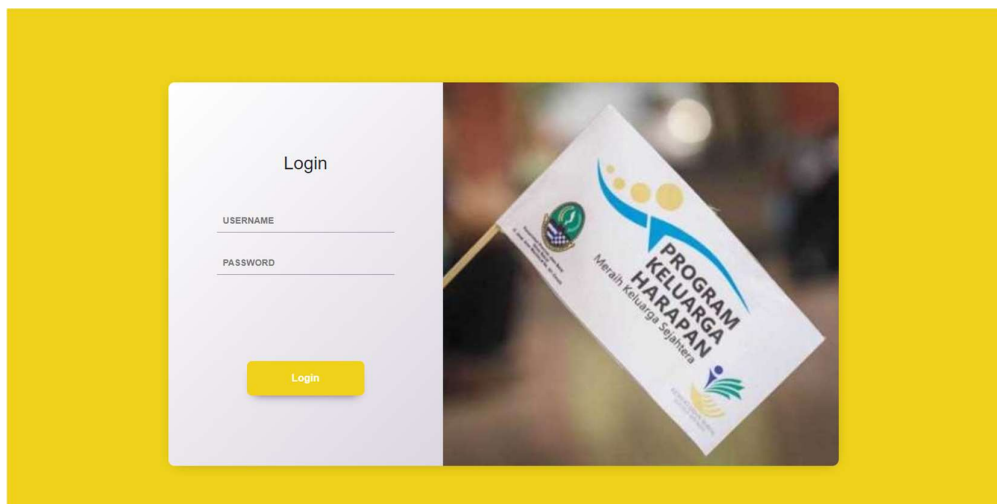 Login
USERNAME
PASSWORD
Login
PROGRAM
KELUARGA
HARAPAN
Meraih Keluarga Sejahtera